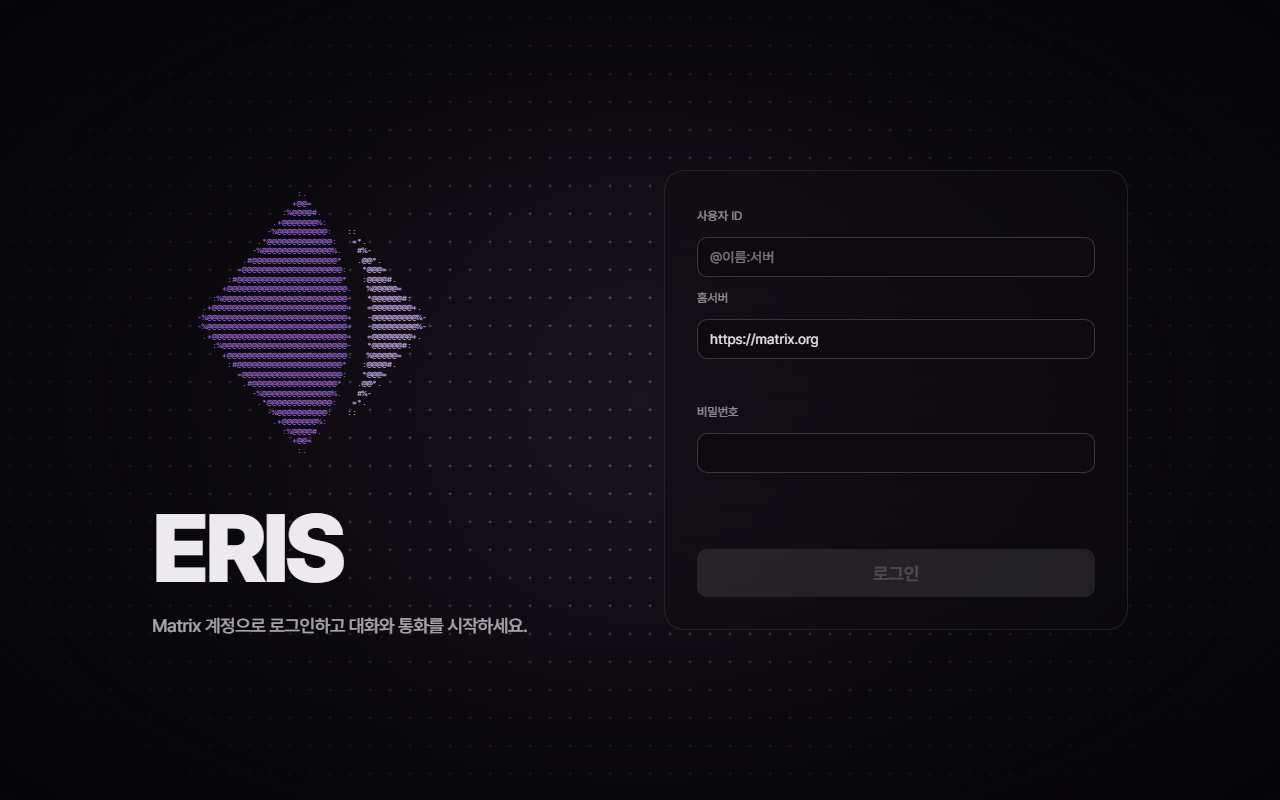 ERIS
Matrix 계정으로 로그인하고 대화와 통화를 시작하세요.
사용자 ID
@이름:서버
홈서버
https://matrix.org
비밀번호
로그인